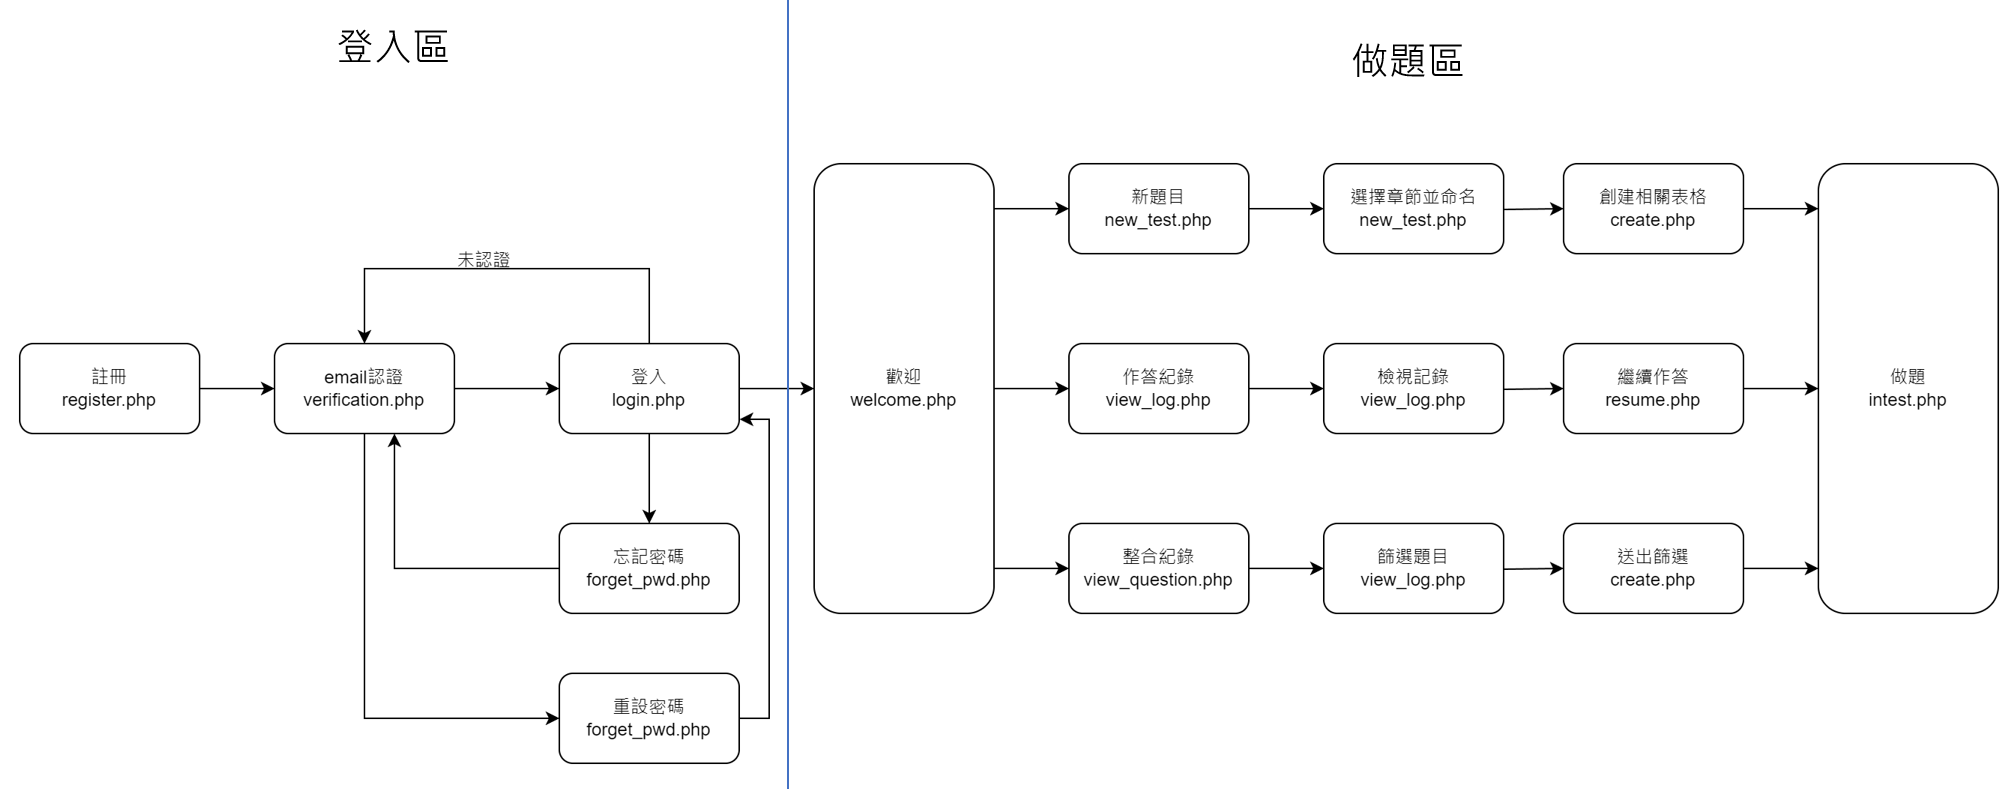 登入區
做題區
未認證
註冊
register.php
email認證
verification.php
登入
login.php
忘記密碼
forget_pwd.php
重設密碼
forget_pwd.php
歡迎
welcome.php
新題目
new_test.php
選擇章節並命名
new_test.php
創建相關表格
create.php
作答紀錄
view_log.php
檢視記錄
view_log.php
繼續作答
resume.php
整合紀錄
view_question.php
篩選題目
view_log.php
送出篩選
create.php
做題
intest.php